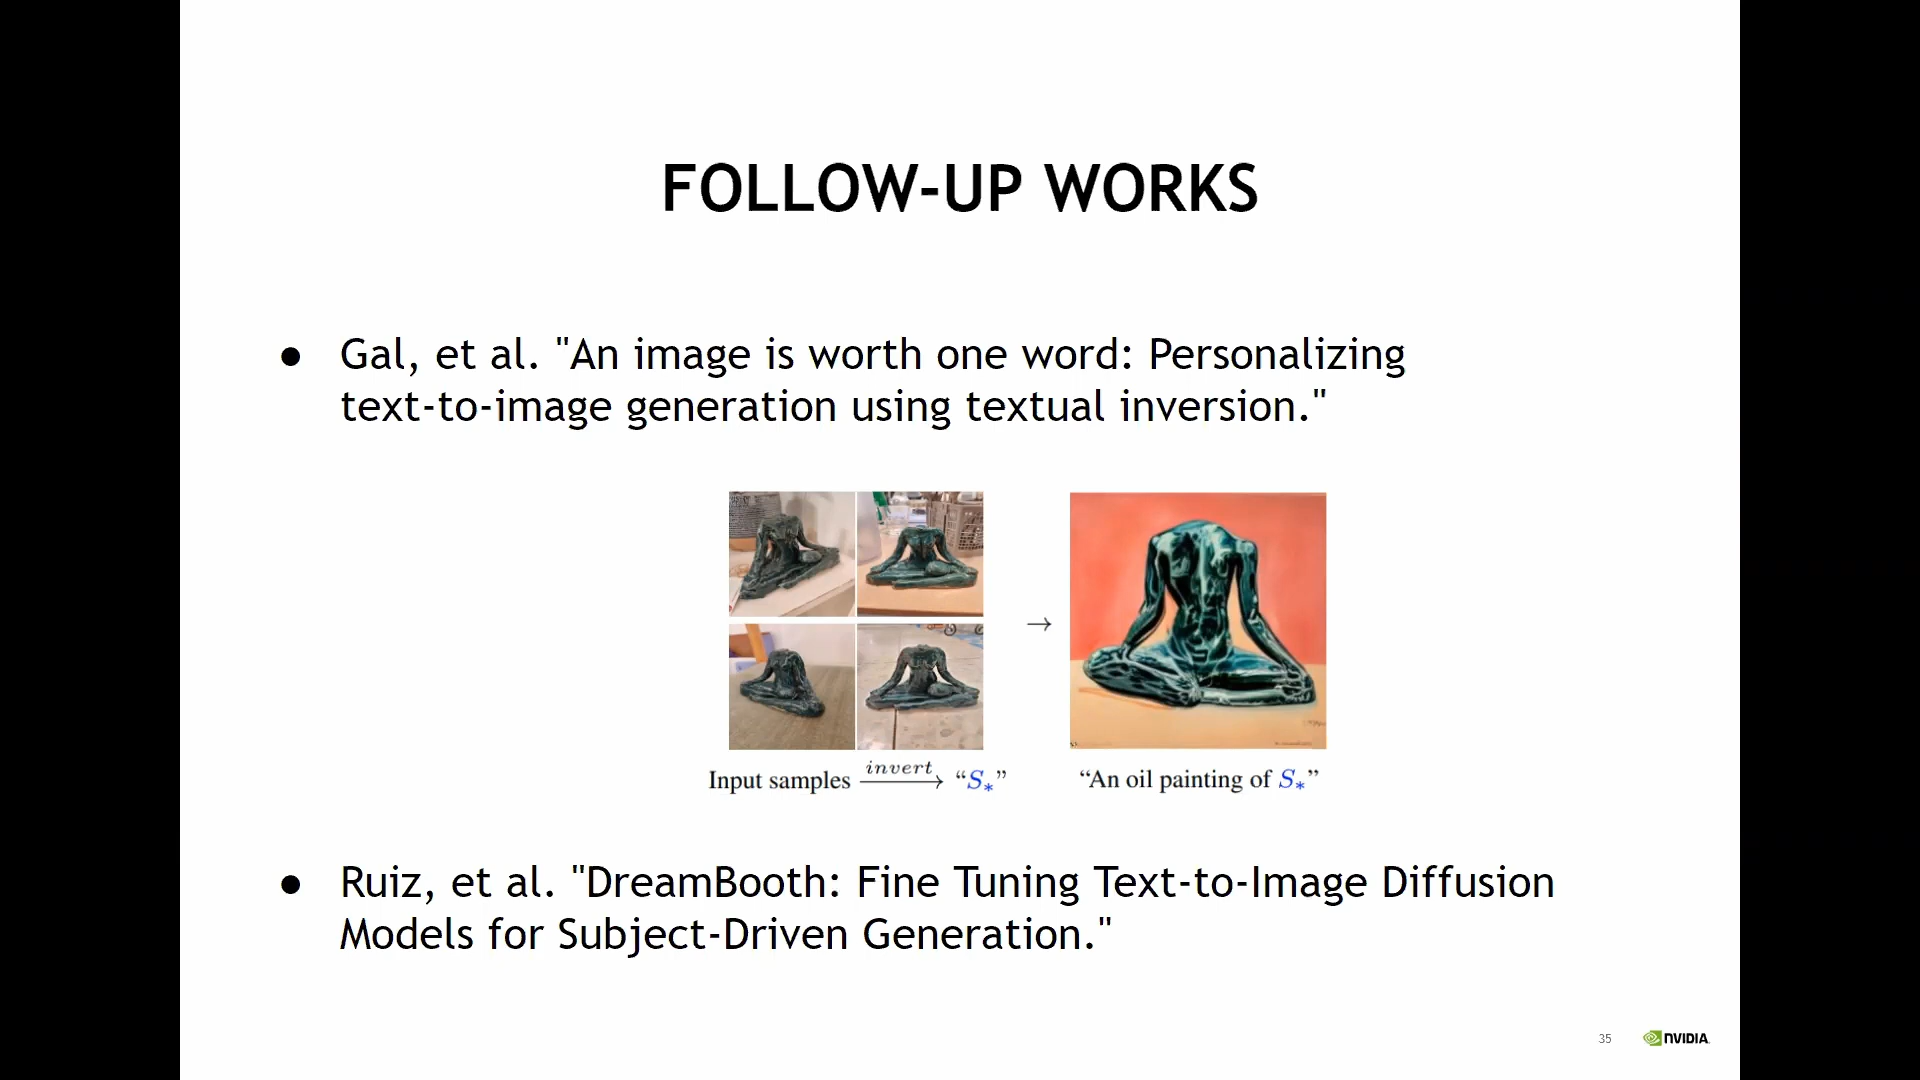 FOLLOW-UP WORKS
● Gal, et al. "An image is worth one word: Personalizing
text-to-image generation using textual inversion."
→
Input samples invert “S*”
“An oil painting of S*”
● Ruiz, et al. "DreamBooth: Fine Tuning Text-to-Image Diffusion
Models for Subject-Driven Generation."
35
NVIDIA.